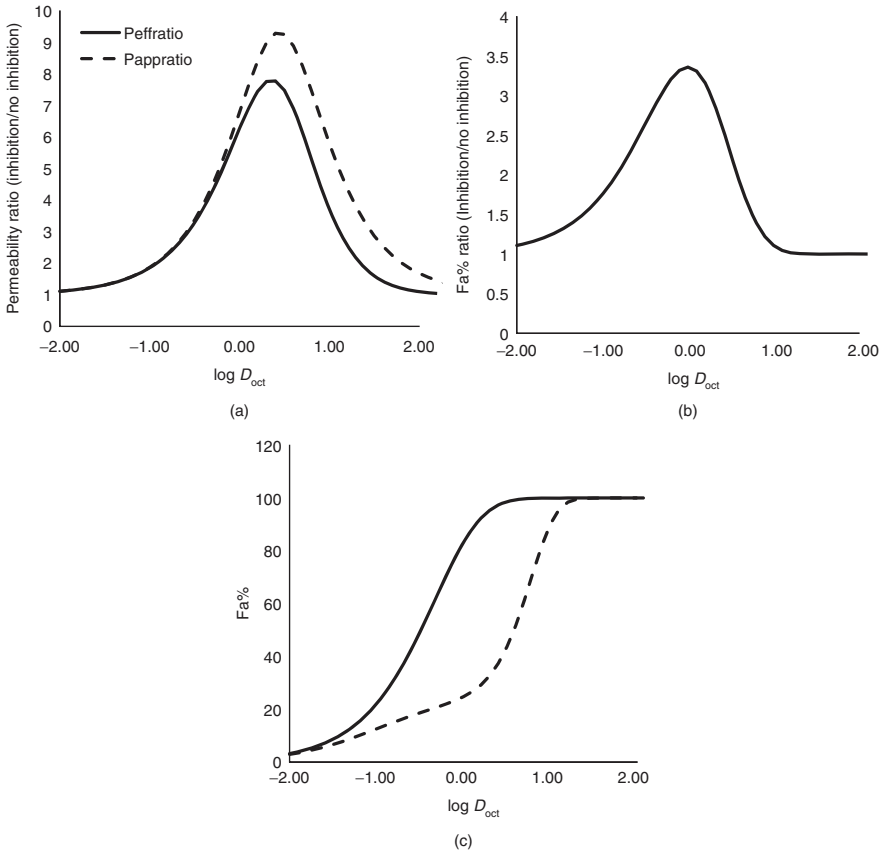 Permeability ratio (inhibition/no inhibition)
10
9
8
7
6
5
4
3
2
1
0
Peffratio
Pappratio
−2.00 −1.00 0.00 1.00 2.00
log Doct
(a)
Fa% ratio (Inhibition/no inhibition)
4
3.5
3
2.5
2
1.5
1
0.5
0
−2.00 −1.00 0.00 1.00 2.00
log Doct
(b)
Fa%
120
100
80
60
40
20
0
−2.00 −1.00 0.00 1.00 2.00
log Doct
(c)